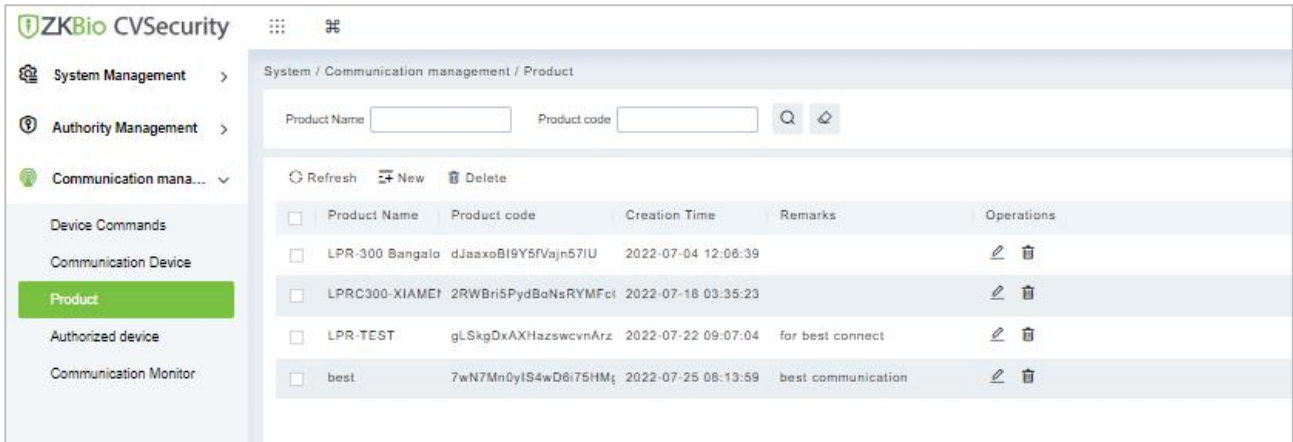 ZKBio CVSecurity
System Management
Authority Management
Communication mana...
Device Commands
Communication Device
Product
Authorized device
Communication Monitor
System / Communication management / Product
Product Name Product code
Refresh New Delete
Product Name Product code Creation Time Remarks Operations
LPR-300 Bangalo dJaaxoBI9Y5fVajn57IU 2022-07-04 12:06:39
LPRC300-XIAMEN 2RWBri5PydBoNsRYMFc 2022-07-18 03:35:23
LPR-TEST gLSkgDxAXHazswcvnArz 2022-07-22 09:07:04 for best connect
best 7wN7Mn0yIS4wD6i75HM 2022-07-25 08:13:59 best communication